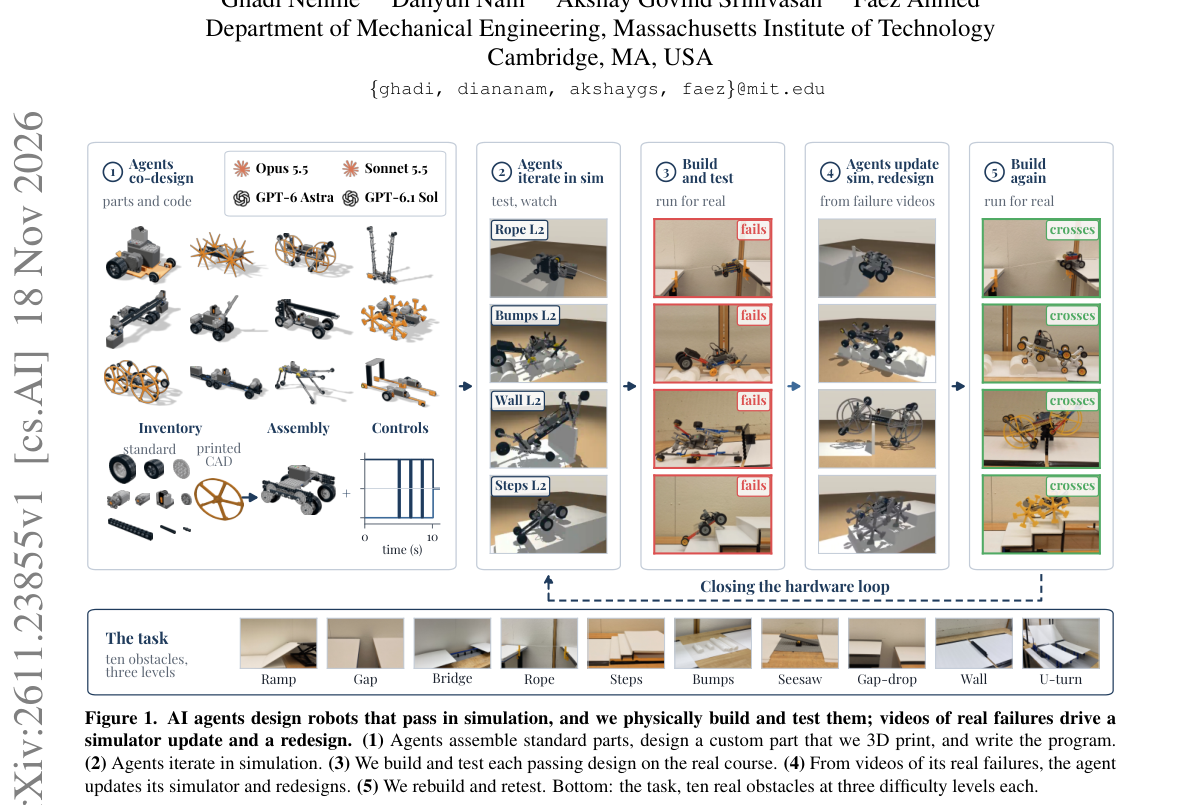 Ghadi Nehme Danyun Nam Akshay Govind Srinivasan Faez Ahmed
Department of Mechanical Engineering, Massachusetts Institute of Technology
Cambridge, MA, USA
{ghadi, diananam, akshaygs, faez}@mit.edu
Xiv:2611.23855v1 [cs.AI] 18 Nov 2026
1 Agents
co-design
parts and code
Opus 5.5 Sonnet 5.5
GPT-6 Astra GPT-6.1 Sol
Inventory Assembly Controls
standard printed
CAD
+
0 10
time (s)
2 Agents
iterate in sim
test, watch
Rope L2
Bumps L2
Wall L2
Steps L2
3 Build
and test
run for real
fails
fails
fails
fails
4 Agents update
sim, redesign
from failure videos
5 Build
again
run for real
crosses
crosses
crosses
crosses
Closing the hardware loop
The task
ten obstacles,
three levels
Ramp Gap Bridge Rope Steps Bumps Seesaw Gap-drop Wall U-turn
Figure 1. AI agents design robots that pass in simulation, and we physically build and test them; videos of real failures drive a
simulator update and a redesign. (1) Agents assemble standard parts, design a custom part that we 3D print, and write the program.
(2) Agents iterate in simulation. (3) We build and test each passing design on the real course. (4) From videos of its real failures, the agent
updates its simulator and redesigns. (5) We rebuild and retest. Bottom: the task, ten real obstacles at three difficulty levels each.